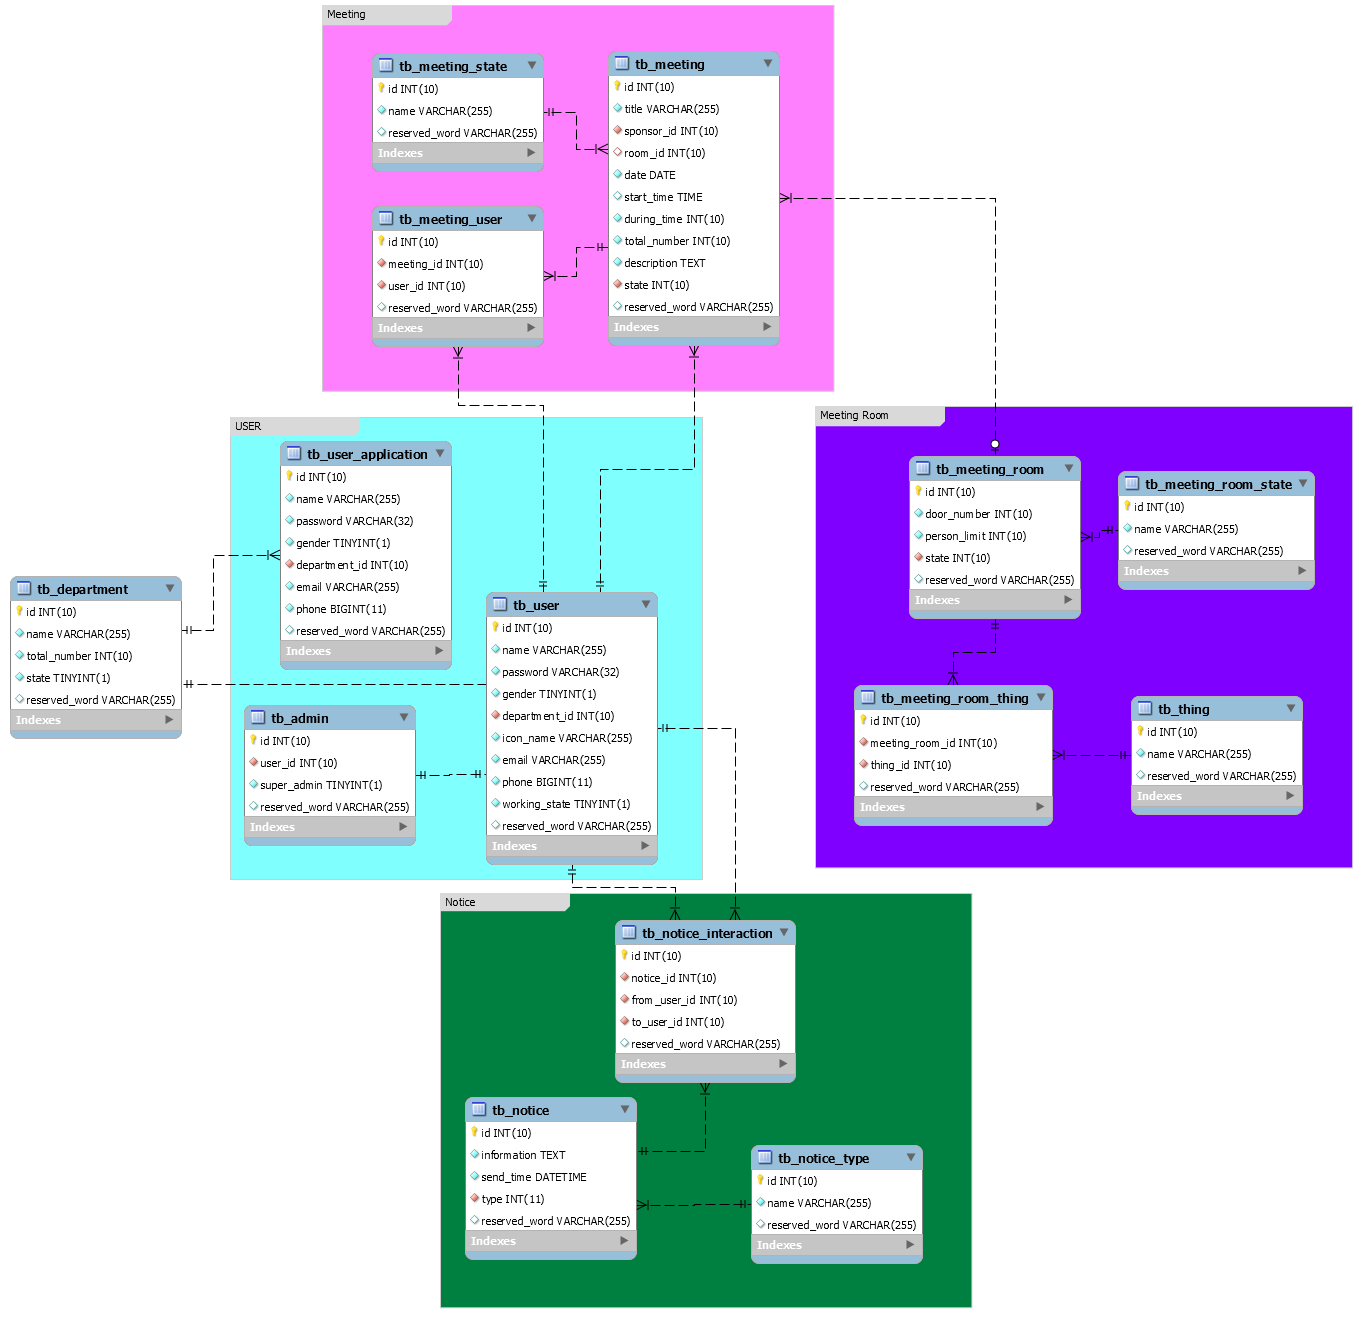 Meeting
tb_meeting_state
id INT(10)
name VARCHAR(255)
reserved_word VARCHAR(255)
Indexes
tb_meeting
id INT(10)
title VARCHAR(255)
sponsor_id INT(10)
room_id INT(10)
date DATE
start_time TIME
during_time INT(10)
total_number INT(10)
description TEXT
state INT(10)
reserved_word VARCHAR(255)
Indexes
tb_meeting_user
id INT(10)
meeting_id INT(10)
user_id INT(10)
reserved_word VARCHAR(255)
Indexes
USER
tb_user_application
id INT(10)
name VARCHAR(255)
password VARCHAR(32)
gender TINYINT(1)
department_id INT(10)
email VARCHAR(255)
phone BIGINT(11)
reserved_word VARCHAR(255)
Indexes
tb_department
id INT(10)
name VARCHAR(255)
total_number INT(10)
state TINYINT(1)
reserved_word VARCHAR(255)
Indexes
tb_user
id INT(10)
name VARCHAR(255)
password VARCHAR(32)
gender TINYINT(1)
department_id INT(10)
icon_name VARCHAR(255)
email VARCHAR(255)
phone BIGINT(11)
working_state TINYINT(1)
reserved_word VARCHAR(255)
Indexes
tb_admin
id INT(10)
user_id INT(10)
super_admin TINYINT(1)
reserved_word VARCHAR(255)
Indexes
Meeting Room
tb_meeting_room
id INT(10)
door_number INT(10)
person_limit INT(10)
state INT(10)
reserved_word VARCHAR(255)
Indexes
tb_meeting_room_state
id INT(10)
name VARCHAR(255)
reserved_word VARCHAR(255)
Indexes
tb_meeting_room_thing
id INT(10)
meeting_room_id INT(10)
thing_id INT(10)
reserved_word VARCHAR(255)
Indexes
tb_thing
id INT(10)
name VARCHAR(255)
reserved_word VARCHAR(255)
Indexes
Notice
tb_notice_interaction
id INT(10)
notice_id INT(10)
from_user_id INT(10)
to_user_id INT(10)
reserved_word VARCHAR(255)
Indexes
tb_notice
id INT(10)
information TEXT
send_time DATETIME
type INT(11)
reserved_word VARCHAR(255)
Indexes
tb_notice_type
id INT(10)
name VARCHAR(255)
reserved_word VARCHAR(255)
Indexes